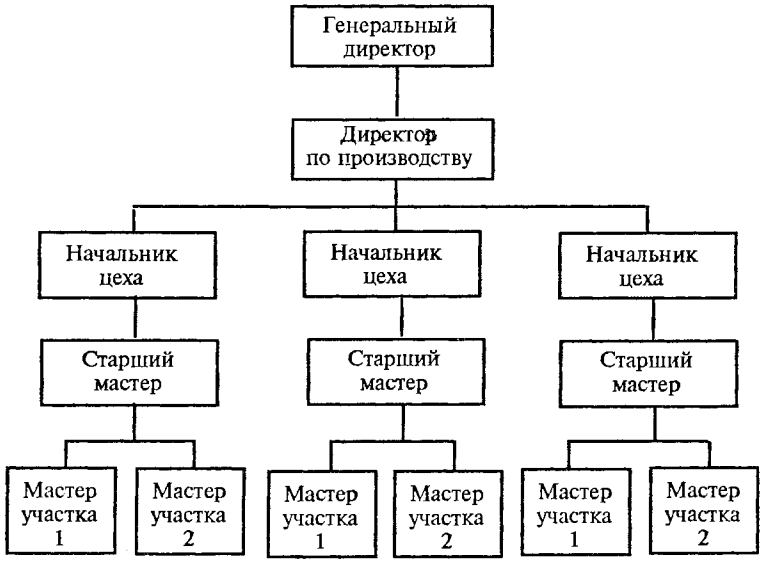 Генеральный
директор
Директор
по производству
Начальник
цеха
Начальник
цеха
Начальник
цеха
Старший
мастер
Старший
мастер
Старший
мастер
Мастер
участка
1
Мастер
участка
2
Мастер
участка
1
Мастер
участка
2
Мастер
участка
1
Мастер
участка
2